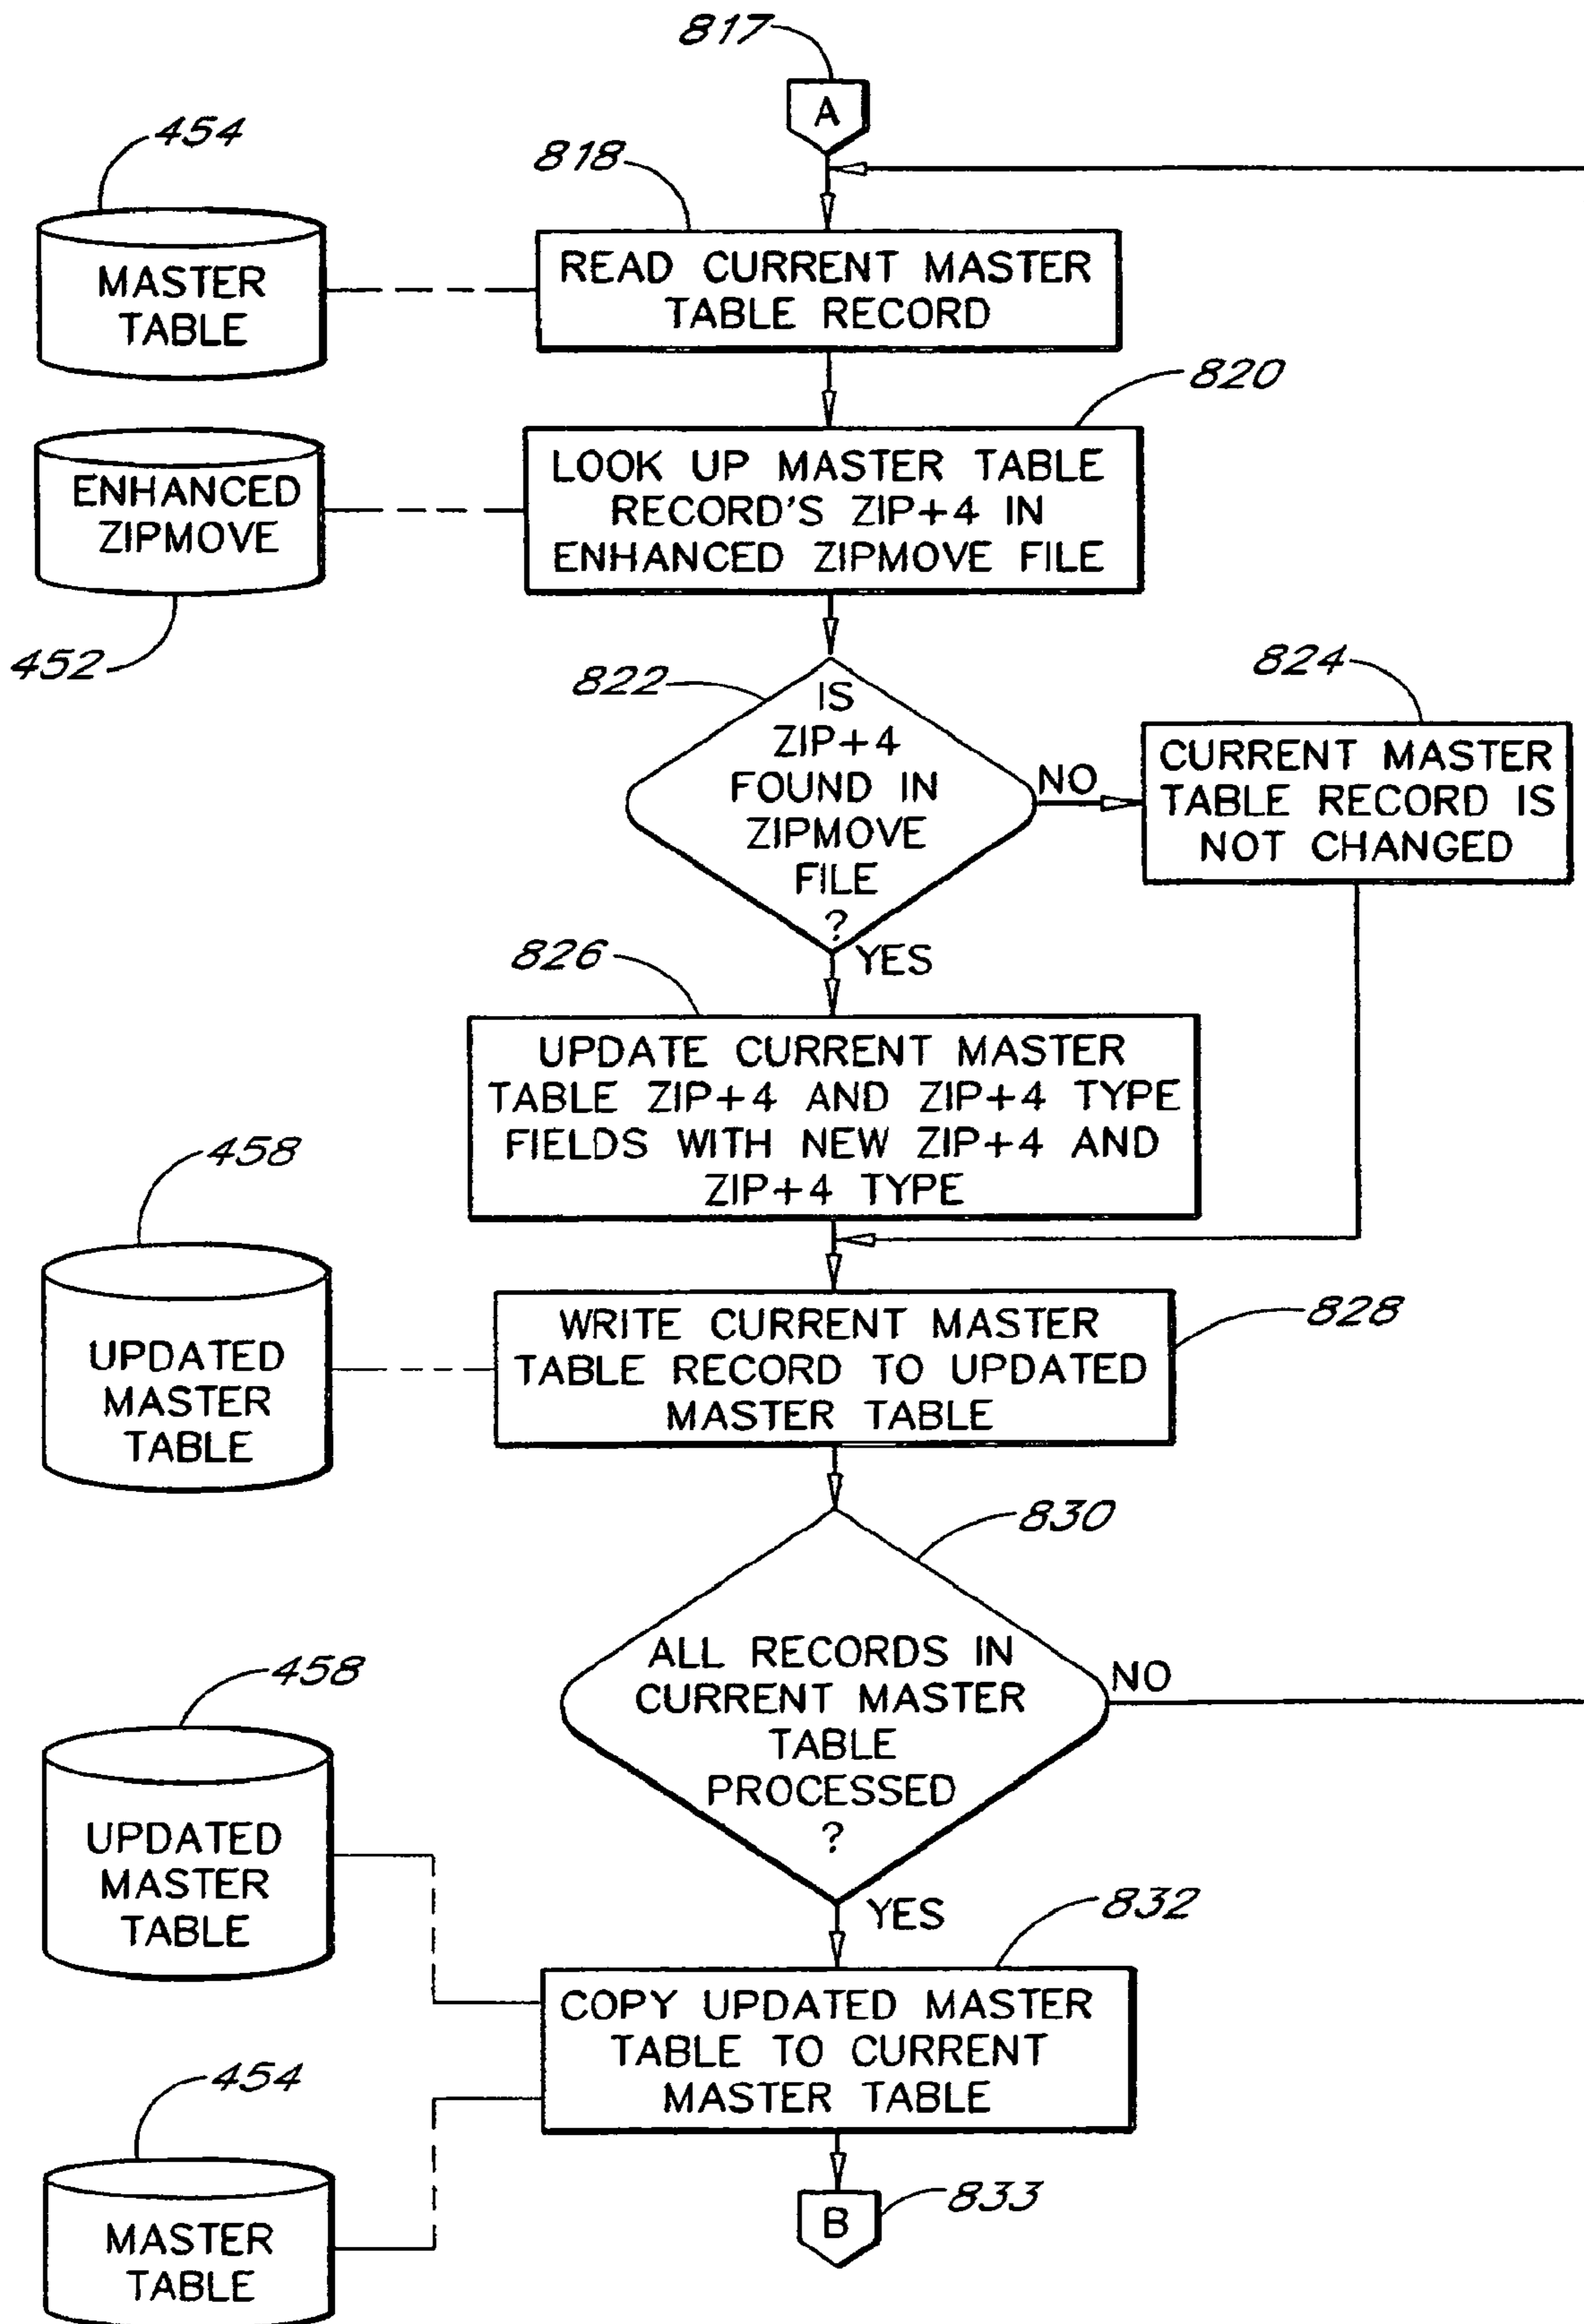 817
A
454
818
MASTER
TABLE
READ CURRENT MASTER
TABLE RECORD
820
ENHANCED
ZIPMOVE
LOOK UP MASTER TABLE
RECORD'S ZIP+4 IN
ENHANCED ZIPMOVE FILE
452
822
IS
ZIP+4
FOUND IN
ZIPMOVE
FILE
?
NO
824
CURRENT MASTER
TABLE RECORD IS
NOT CHANGED
YES
826
UPDATE CURRENT MASTER
TABLE ZIP+4 AND ZIP+4 TYPE
FIELDS WITH NEW ZIP+4 AND
ZIP+4 TYPE
458
UPDATED
MASTER
TABLE
WRITE CURRENT MASTER
TABLE RECORD TO UPDATED
MASTER TABLE
828
830
ALL RECORDS IN
CURRENT MASTER
TABLE
PROCESSED
?
NO
YES
458
UPDATED
MASTER
TABLE
832
COPY UPDATED MASTER
TABLE TO CURRENT
MASTER TABLE
454
MASTER
TABLE
B
833